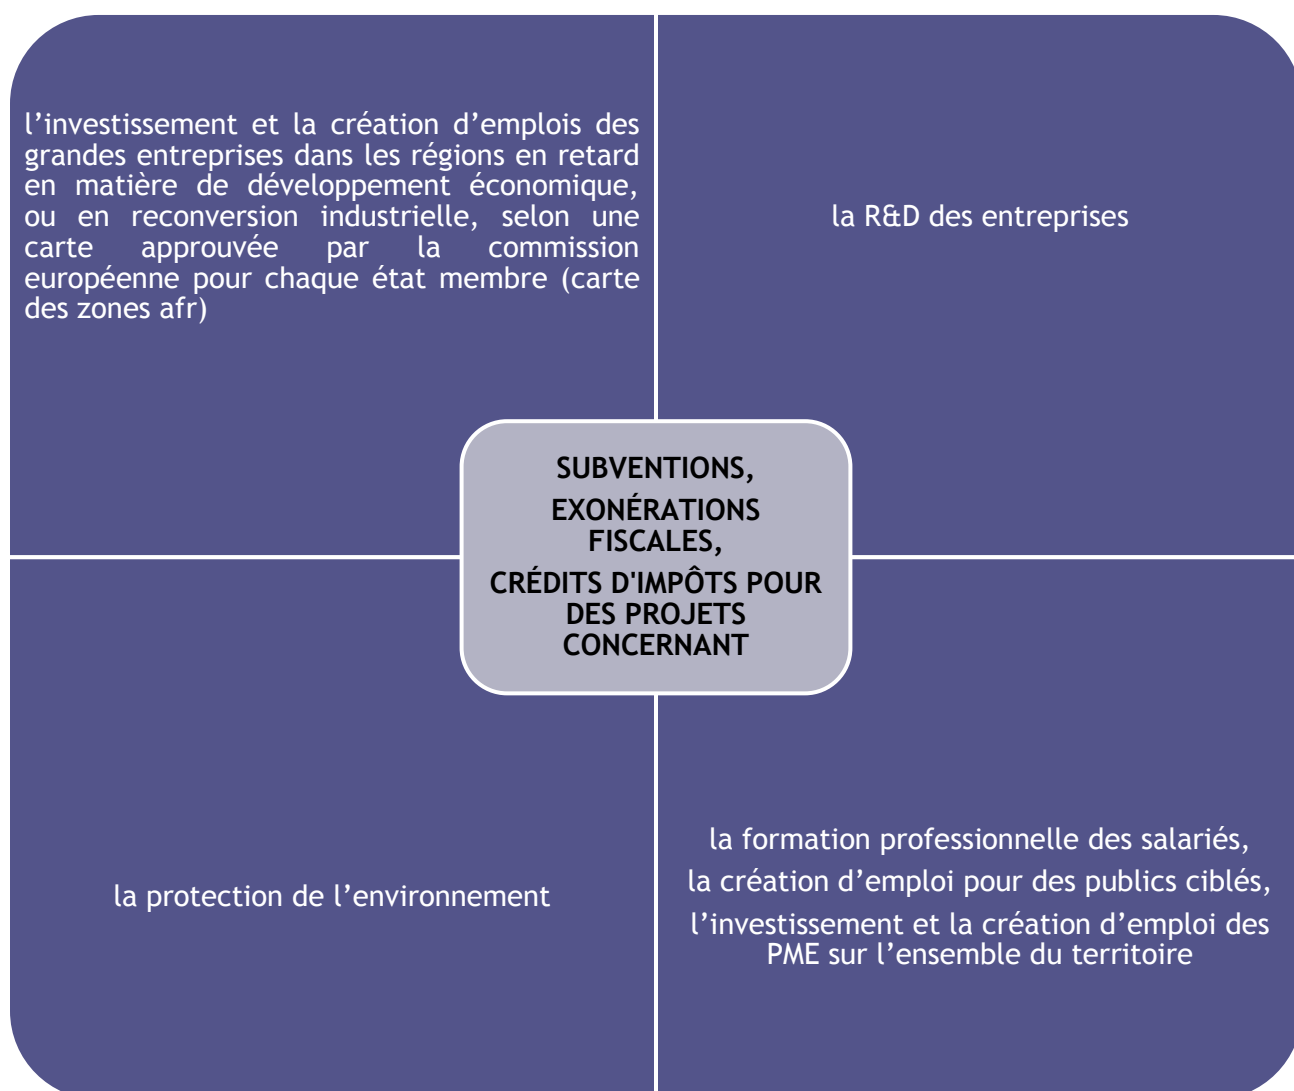 l’investissement et la création d’emplois des
grandes entreprises dans les régions en retard
en matière de développement économique,
ou en reconversion industrielle, selon une
carte approuvée par la commission
européenne pour chaque état membre (carte
des zones afr)
la R&D des entreprises
SUBVENTIONS,
EXONÉRATIONS
FISCALES,
CRÉDITS D'IMPÔTS POUR
DES PROJETS
CONCERNANT
la protection de l’environnement
la formation professionnelle des salariés,
la création d’emploi pour des publics ciblés,
l’investissement et la création d’emploi des
PME sur l’ensemble du territoire